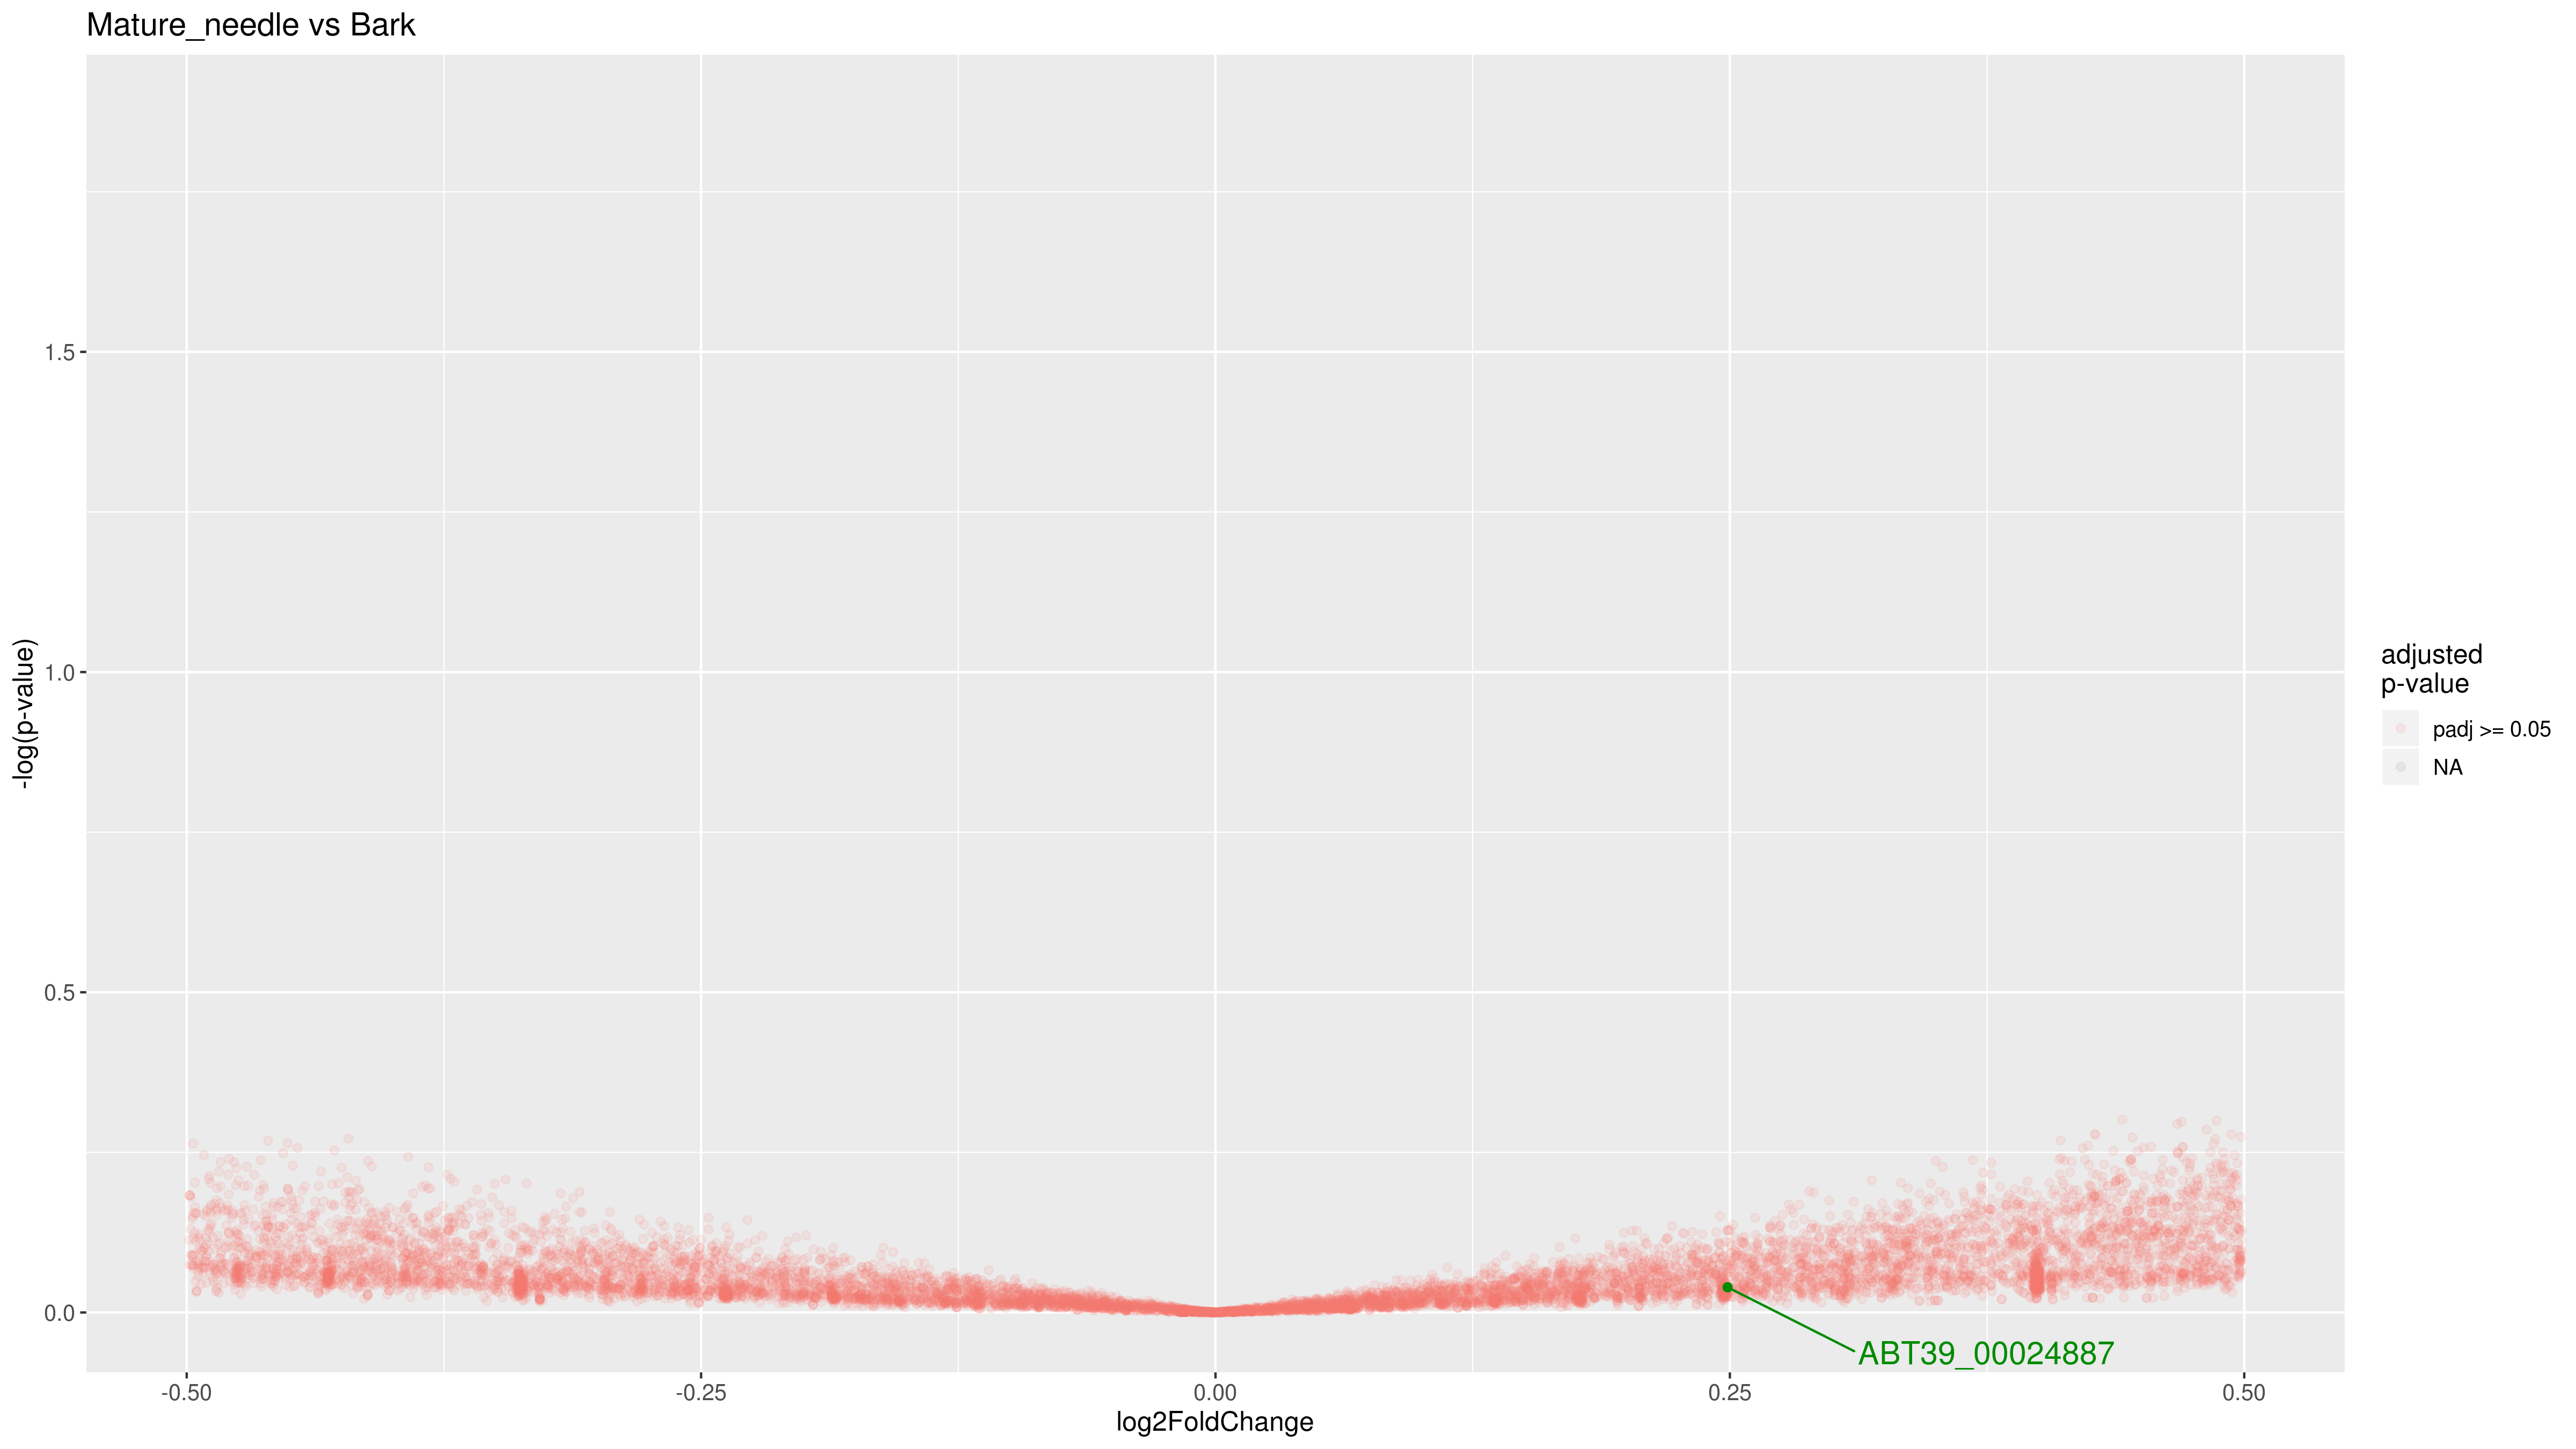 Mature_needle vs Bark
-log(p-value)
1.5
1.0
0.5
0.0
ABT39_00024887
-0.50
-0.25
0.00
0.25
0.50
log2FoldChange
adjusted
p-value
padj >= 0.05
NA